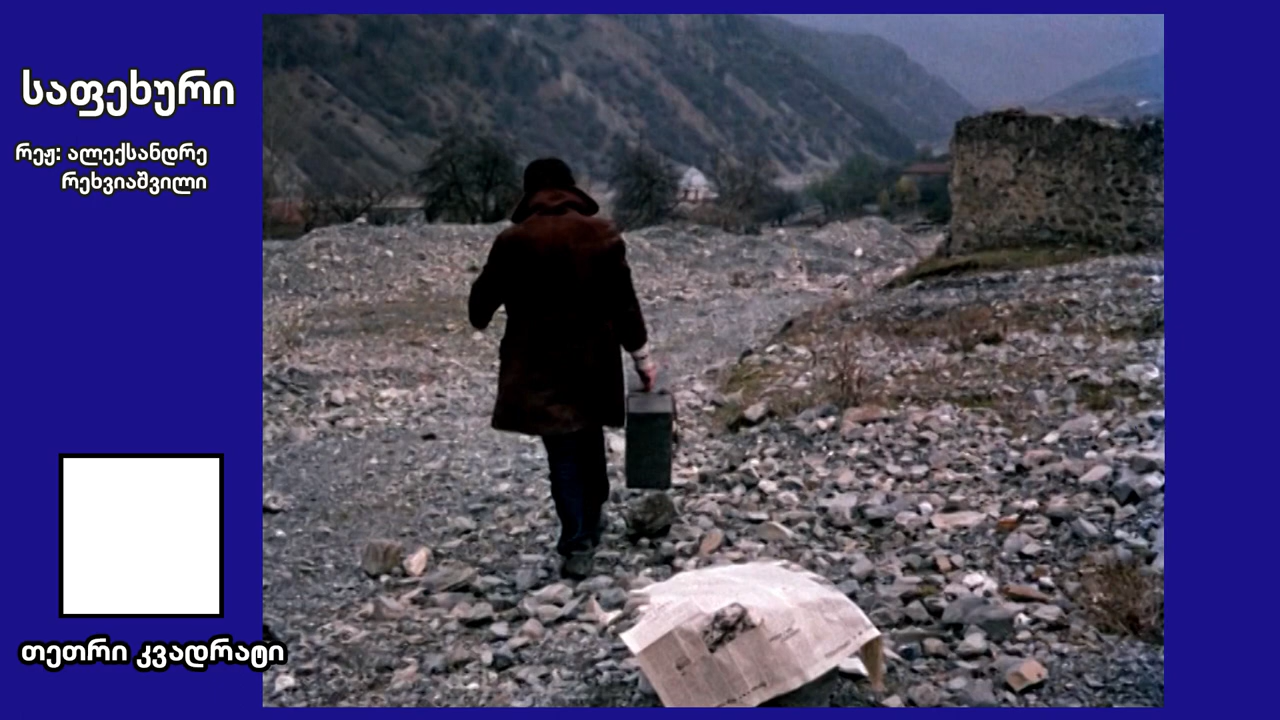 საფეხური
რეჟ: ალექსანდრე
რეხვიაშვილი
თეთრი კვადრატი